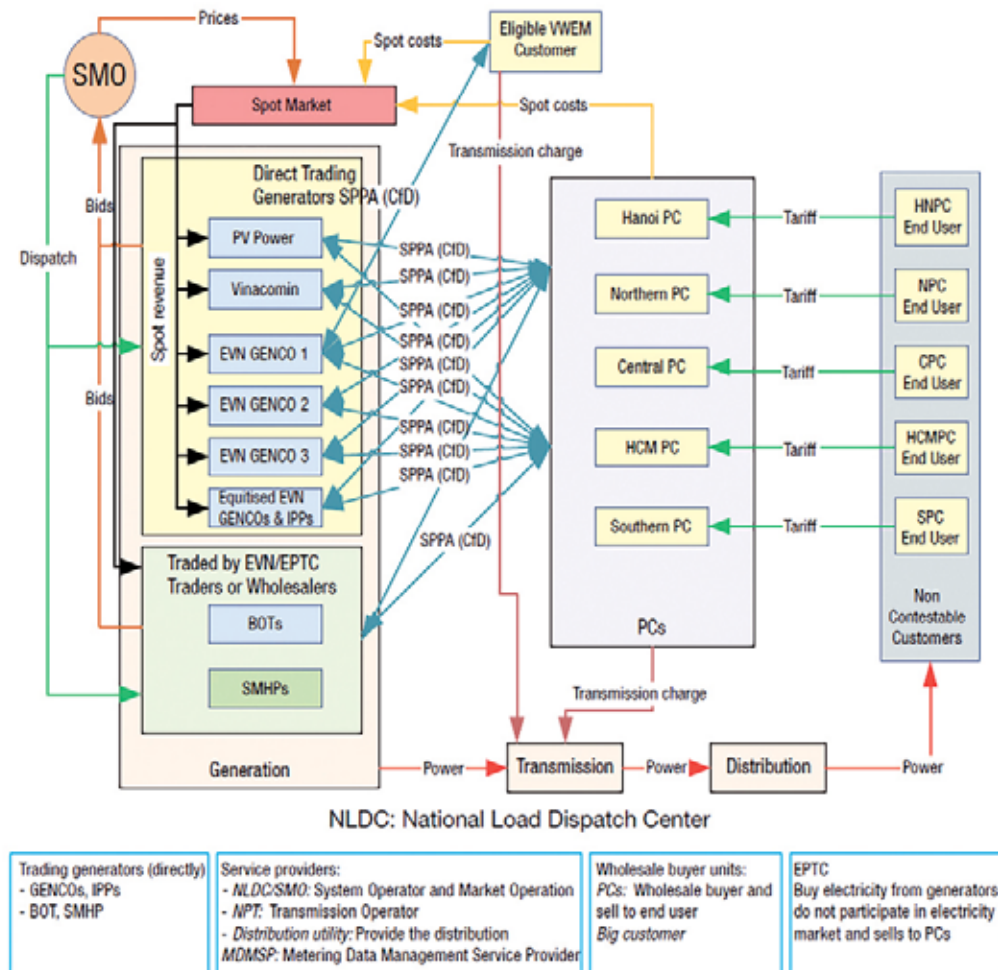 Prices
SMO
Spot costs
Eligible VWEM
Customer
Spot Market
Spot costs
Transmission charge
Bids
Dispatch
Bids
Spot revenue
Direct Trading
Generators SPPA (CfD)
PV Power
Vinacomin
EVN GENCO 1
EVN GENCO 2
EVN GENCO 3
Equitised EVN
GENCOs & IPPs
SPPA (CfD)
SPPA (CfD)
SPPA (CfD)
SPPA (CfD)
SPPA (CfD)
SPPA (CfD)
SPPA (CfD)
SPPA (CfD)
SPPA (CfD)
SPPA (CfD)
SPPA (CfD)
Hanoi PC
Northern PC
Central PC
HCM PC
Southern PC
PCs
Tariff
Tariff
Tariff
Tariff
Tariff
HNPC
End User
NPC
End User
CPC
End User
HCMPC
End User
SPC
End User
Non
Contestable
Customers
Traded by EVN/EPTC
Traders or Wholesalers
BOTs
SMHPs
Generation
Transmission charge
Power
Transmission
Power
Distribution
Power
NLDC: National Load Dispatch Center
Trading generators (directly)
- GENCOs, IPPs
- BOT, SMHP
Service providers:
- NLDC/SMO: System Operator and Market Operation
- NPT: Transmission Operator
- Distribution utility: Provide the distribution
MDMSP: Metering Data Management Service Provider
Wholesale buyer units:
PCs: Wholesale buyer and
sell to end user
Big customer
EPTC
Buy electricity from generators
do not participate in electricity
market and sells to PCs